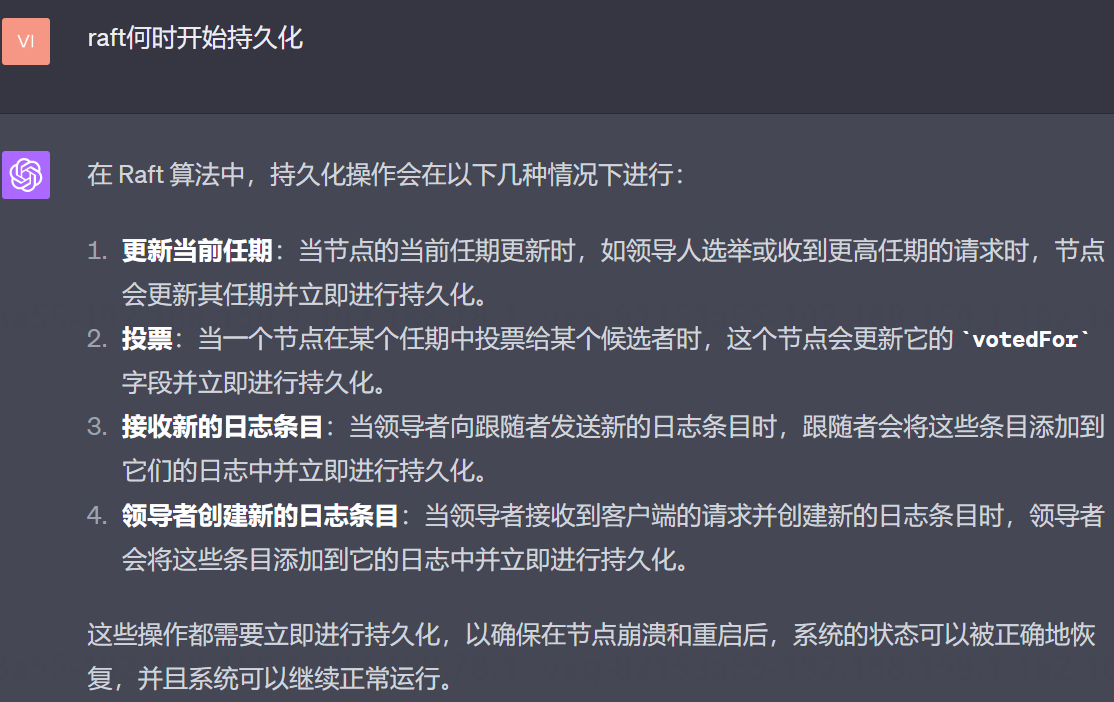 VI
raft何时开始持久化
在 Raft 算法中，持久化操作会在以下几种情况下进行：
1. 更新当前任期：当节点的当前任期更新时，如领导人选举或收到更高任期的请求时，节点
会更新其任期并立即进行持久化。
2. 投票：当一个节点在某个任期中投票给某个候选者时，这个节点会更新它的 `votedFor`
字段并立即进行持久化。
3. 接收新的日志条目：当领导者向跟随者发送新的日志条目时，跟随者会将这些条目添加到
它们的日志中并立即进行持久化。
4. 领导者创建新的日志条目：当领导者接收到客户端的请求并创建新的日志条目时，领导者
会将这些条目添加到它的日志中并立即进行持久化。
这些操作都需要立即进行持久化，以确保在节点崩溃和重启后，系统的状态可以被正确地恢
复，并且系统可以继续正常运行。